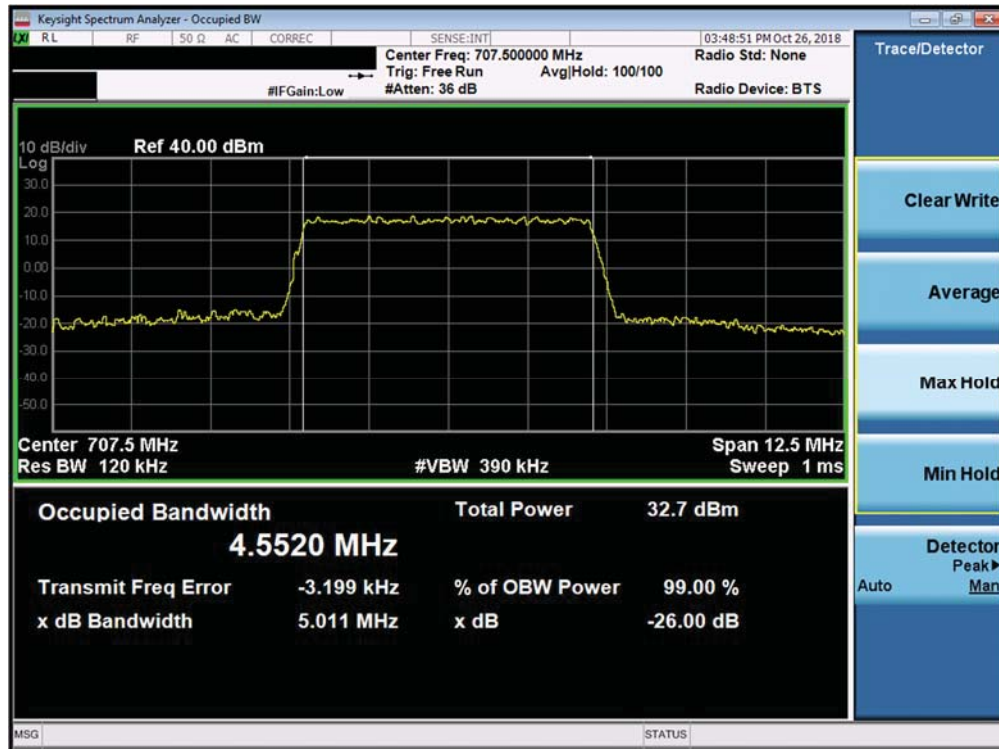 Keysight Spectrum Analyzer - Occupied BW
LXI RL RF 50 Ω AC CORREC SENSE:INT 03:48:51 PM Oct 26, 2018
Center Freq: 707.500000 MHz Radio Std: None
Trig: Free Run Avg|Hold: 100/100
#IFGain:Low #Atten: 36 dB Radio Device: BTS
10 dB/div Ref 40.00 dBm
Log
30.0
20.0
10.0
0.00
-10.0
-20.0
-30.0
-40.0
-50.0
Center 707.5 MHz Span 12.5 MHz
Res BW 120 kHz #VBW 390 kHz Sweep 1 ms
Occupied Bandwidth Total Power 32.7 dBm
4.5520 MHz
Transmit Freq Error -3.199 kHz % of OBW Power 99.00 %
x dB Bandwidth 5.011 MHz x dB -26.00 dB
MSG STATUS
Trace/Detector
Clear Write
Average
Max Hold
Min Hold
Detector
Peak▶
Auto Man